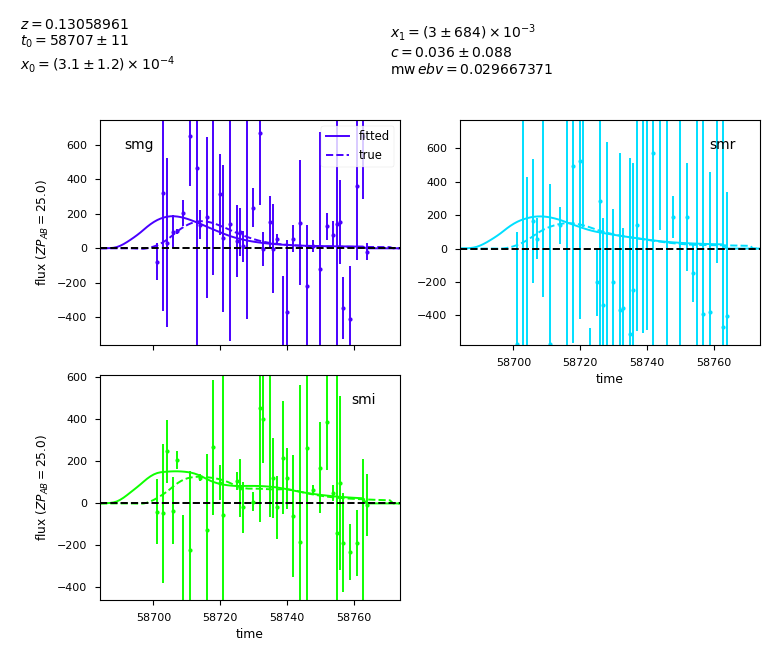 z = 0.13058961
t₀ = 58707 ± 11
x₀ = (3.1 ± 1.2) × 10⁻⁴
x₁ = (3 ± 684) × 10⁻³
c = 0.036 ± 0.088
mw ebv = 0.029667371
smg
fitted
true
600
400
200
0
−200
−400
flux (ZP_AB = 25.0)
smr
600
400
200
0
−200
−400
58700 58720 58740 58760
time
smi
600
400
200
0
−200
−400
flux (ZP_AB = 25.0)
58700 58720 58740 58760
time